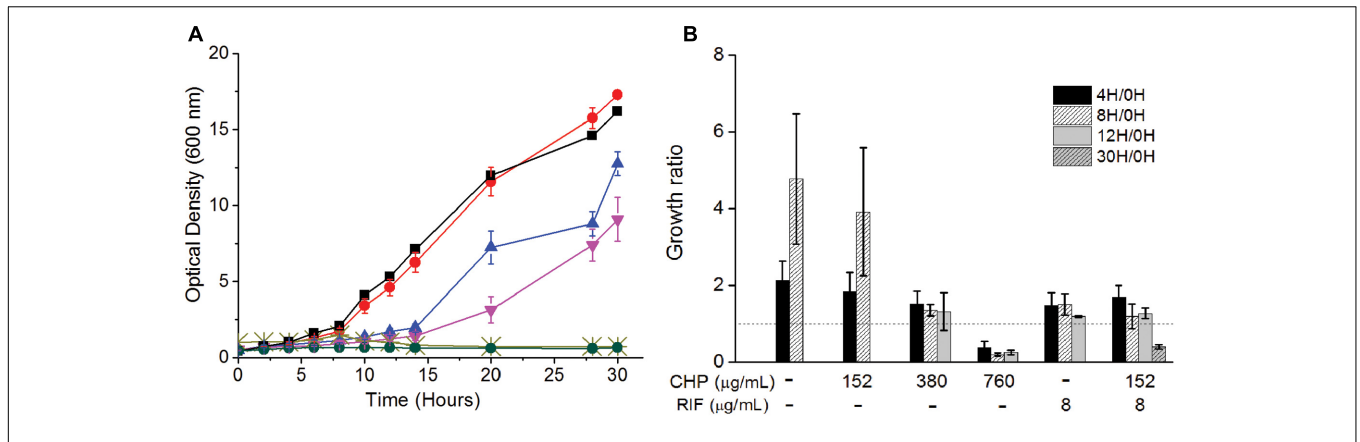 A
Optical Density (600 nm)
20
15
10
5
0
0 5 10 15 20 25 30
Time (Hours)
B
Growth ratio
8
6
4
2
0
4H/0H
8H/0H
12H/0H
30H/0H
CHP (µg/mL) - 152 380 760 - 152
RIF (µg/mL) - - - - 8 8